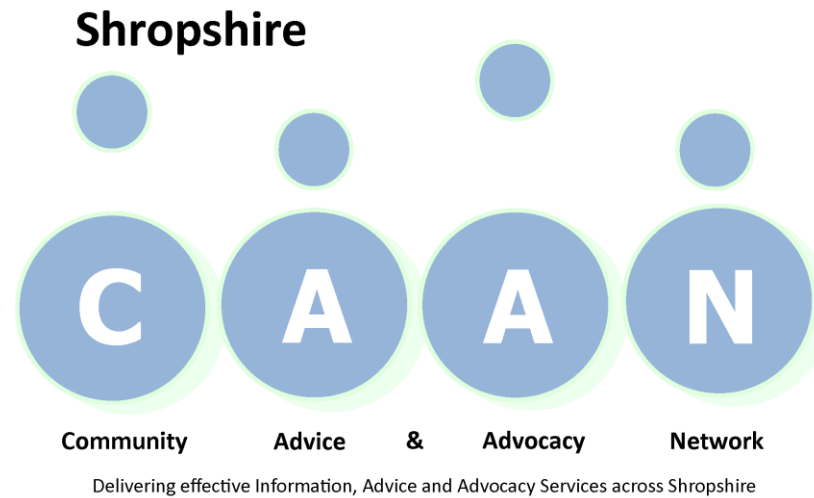 Shropshire
C A A N
Community Advice & Advocacy Network
Delivering effective Information, Advice and Advocacy Services across Shropshire